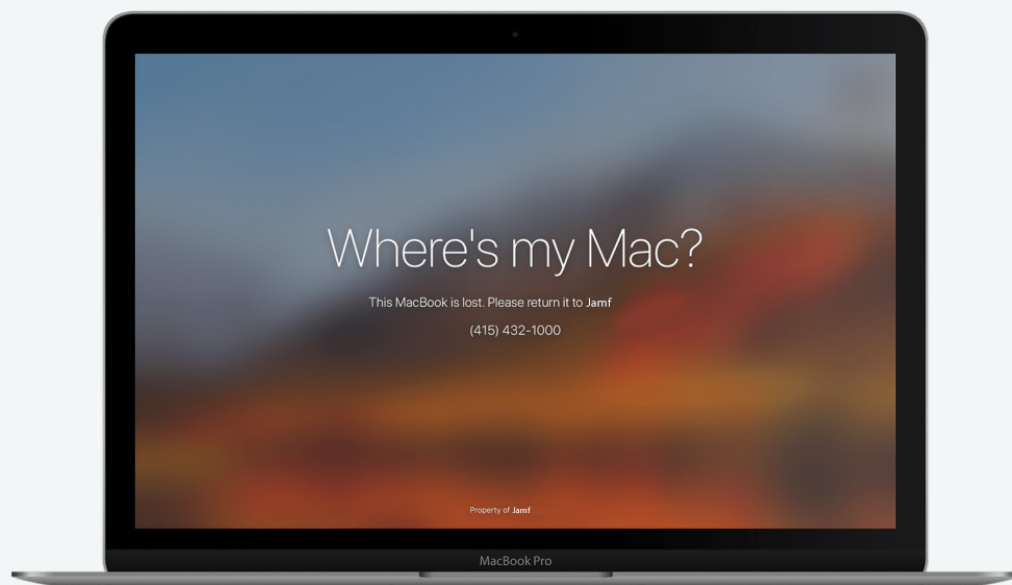 Where's my Mac?
This MacBook is lost. Please return it to Jamf
(415) 432-1000
Property of Jamf
MacBook Pro